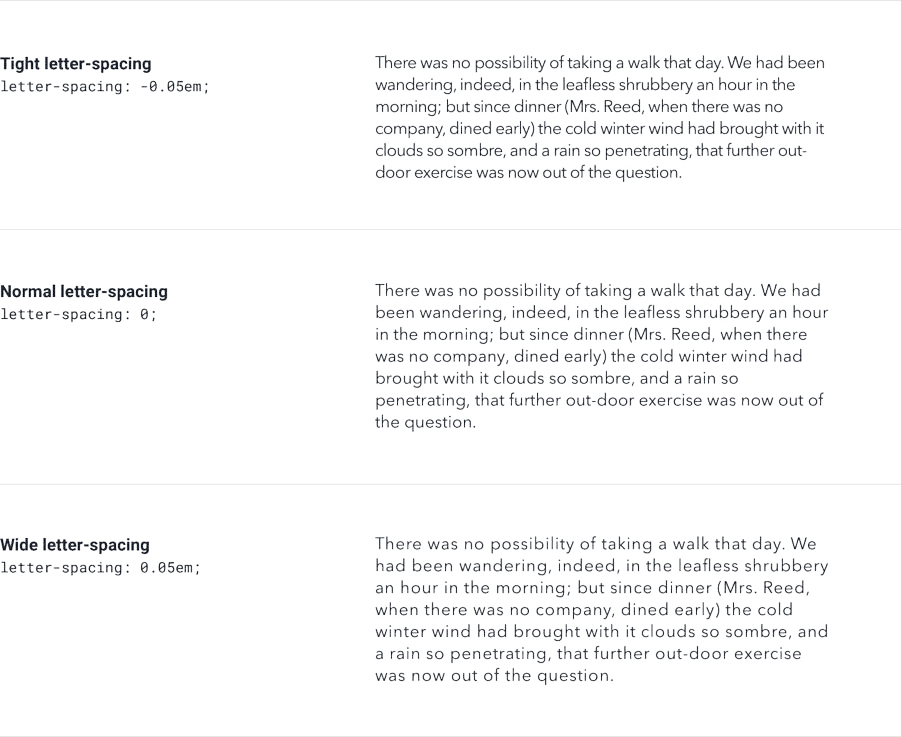 Tight letter-spacing
letter-spacing: -0.05em;
There was no possibility of taking a walk that day. We had been
wandering, indeed, in the leafless shrubbery an hour in the
morning; but since dinner (Mrs. Reed, when there was no
company, dined early) the cold winter wind had brought with it
clouds so sombre, and a rain so penetrating, that further out-
door exercise was now out of the question.
Normal letter-spacing
letter-spacing: 0;
There was no possibility of taking a walk that day. We had
been wandering, indeed, in the leafless shrubbery an hour
in the morning; but since dinner (Mrs. Reed, when there
was no company, dined early) the cold winter wind had
brought with it clouds so sombre, and a rain so
penetrating, that further out-door exercise was now out of
the question.
Wide letter-spacing
letter-spacing: 0.05em;
There was no possibility of taking a walk that day. We
had been wandering, indeed, in the leafless shrubbery
an hour in the morning; but since dinner (Mrs. Reed,
when there was no company, dined early) the cold
winter wind had brought with it clouds so sombre, and
a rain so penetrating, that further out-door exercise
was now out of the question.